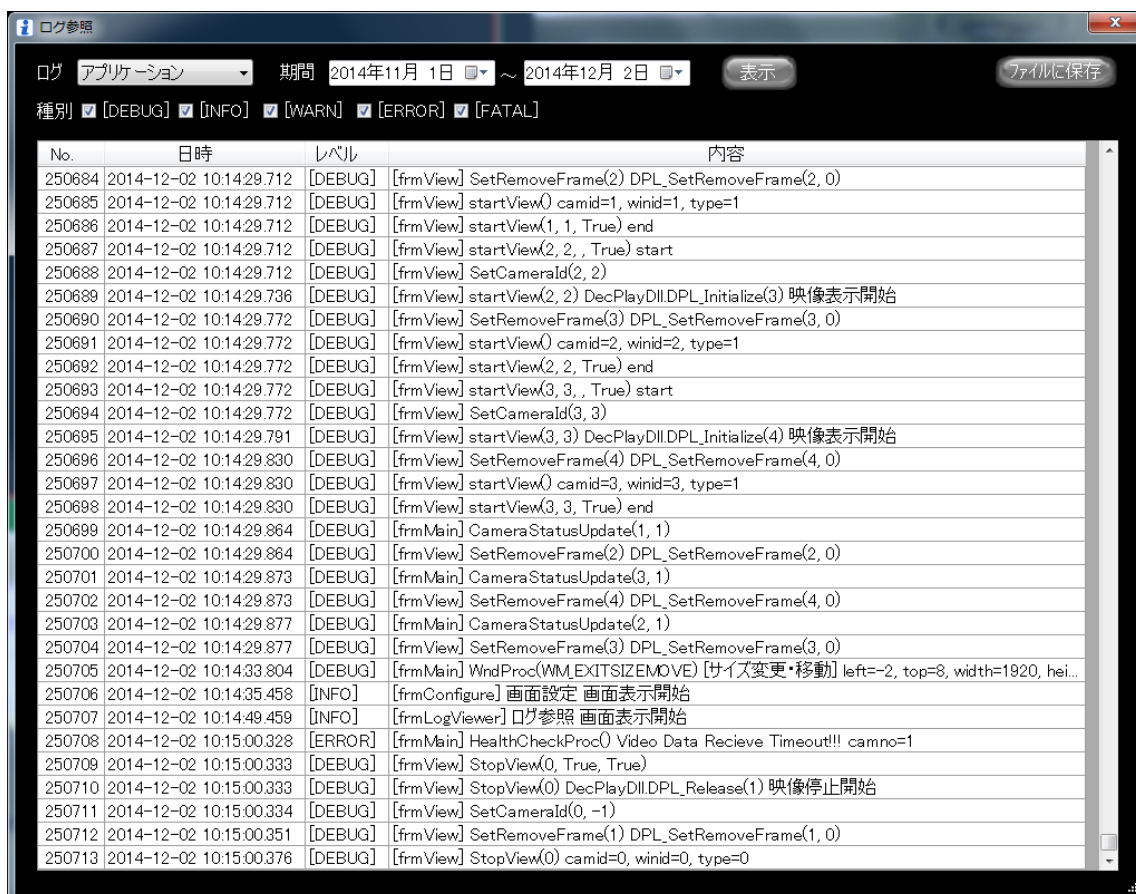 ログ参照
ログ アプリケーション 期間 2014年11月 1日 ～ 2014年12月 2日 表示 ファイルに保存
種別 [DEBUG] [INFO] [WARN] [ERROR] [FATAL]
No. 日時 レベル 内容
250684 2014-12-02 10:14:29.712 [DEBUG] [frmView] SetRemoveFrame(2) DPL_SetRemoveFrame(2, 0)
250685 2014-12-02 10:14:29.712 [DEBUG] [frmView] startView() camid=1, winid=1, type=1
250686 2014-12-02 10:14:29.712 [DEBUG] [frmView] startView(1, 1, True) end
250687 2014-12-02 10:14:29.712 [DEBUG] [frmView] startView(2, 2, , True) start
250688 2014-12-02 10:14:29.712 [DEBUG] [frmView] SetCameraId(2, 2)
250689 2014-12-02 10:14:29.736 [DEBUG] [frmView] startView(2, 2) DecPlayDll.DPL_Initialize(3) 映像表示開始
250690 2014-12-02 10:14:29.772 [DEBUG] [frmView] SetRemoveFrame(3) DPL_SetRemoveFrame(3, 0)
250691 2014-12-02 10:14:29.772 [DEBUG] [frmView] startView() camid=2, winid=2, type=1
250692 2014-12-02 10:14:29.772 [DEBUG] [frmView] startView(2, 2, True) end
250693 2014-12-02 10:14:29.772 [DEBUG] [frmView] startView(3, 3, , True) start
250694 2014-12-02 10:14:29.772 [DEBUG] [frmView] SetCameraId(3, 3)
250695 2014-12-02 10:14:29.791 [DEBUG] [frmView] startView(3, 3) DecPlayDll.DPL_Initialize(4) 映像表示開始
250696 2014-12-02 10:14:29.830 [DEBUG] [frmView] SetRemoveFrame(4) DPL_SetRemoveFrame(4, 0)
250697 2014-12-02 10:14:29.830 [DEBUG] [frmView] startView() camid=3, winid=3, type=1
250698 2014-12-02 10:14:29.830 [DEBUG] [frmView] startView(3, 3, True) end
250699 2014-12-02 10:14:29.864 [DEBUG] [frmMain] CameraStatusUpdate(1, 1)
250700 2014-12-02 10:14:29.864 [DEBUG] [frmView] SetRemoveFrame(2) DPL_SetRemoveFrame(2, 0)
250701 2014-12-02 10:14:29.873 [DEBUG] [frmMain] CameraStatusUpdate(3, 1)
250702 2014-12-02 10:14:29.873 [DEBUG] [frmView] SetRemoveFrame(4) DPL_SetRemoveFrame(4, 0)
250703 2014-12-02 10:14:29.877 [DEBUG] [frmMain] CameraStatusUpdate(2, 1)
250704 2014-12-02 10:14:29.877 [DEBUG] [frmView] SetRemoveFrame(3) DPL_SetRemoveFrame(3, 0)
250705 2014-12-02 10:14:33.804 [DEBUG] [frmMain] WndProc(WM_EXITSIZEMOVE) [サイズ変更・移動] left=-2, top=8, width=1920, hei...
250706 2014-12-02 10:14:35.458 [INFO] [frmConfigure] 画面設定 画面表示開始
250707 2014-12-02 10:14:49.459 [INFO] [frmLogViewer] ログ参照 画面表示開始
250708 2014-12-02 10:15:00.328 [ERROR] [frmMain] HealthCheckProc() Video Data Recieve Timeout!!! camno=1
250709 2014-12-02 10:15:00.333 [DEBUG] [frmView] StopView(0, True, True)
250710 2014-12-02 10:15:00.333 [DEBUG] [frmView] StopView(0) DecPlayDll.DPL_Release(1) 映像停止開始
250711 2014-12-02 10:15:00.334 [DEBUG] [frmView] SetCameraId(0, -1)
250712 2014-12-02 10:15:00.351 [DEBUG] [frmView] SetRemoveFrame(1) DPL_SetRemoveFrame(1, 0)
250713 2014-12-02 10:15:00.376 [DEBUG] [frmView] StopView(0) camid=0, winid=0, type=0